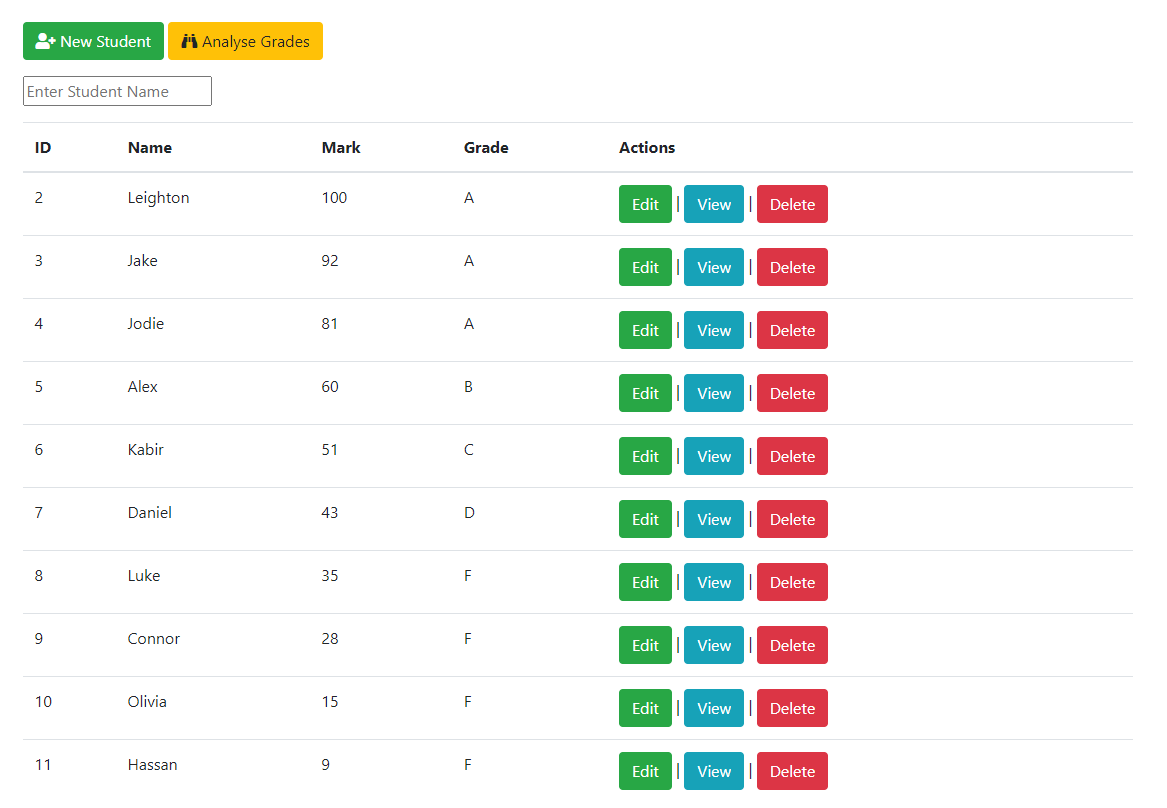 New Student Analyse Grades
Enter Student Name
ID Name Mark Grade Actions
2 Leighton 100 A Edit | View | Delete
3 Jake 92 A Edit | View | Delete
4 Jodie 81 A Edit | View | Delete
5 Alex 60 B Edit | View | Delete
6 Kabir 51 C Edit | View | Delete
7 Daniel 43 D Edit | View | Delete
8 Luke 35 F Edit | View | Delete
9 Connor 28 F Edit | View | Delete
10 Olivia 15 F Edit | View | Delete
11 Hassan 9 F Edit | View | Delete